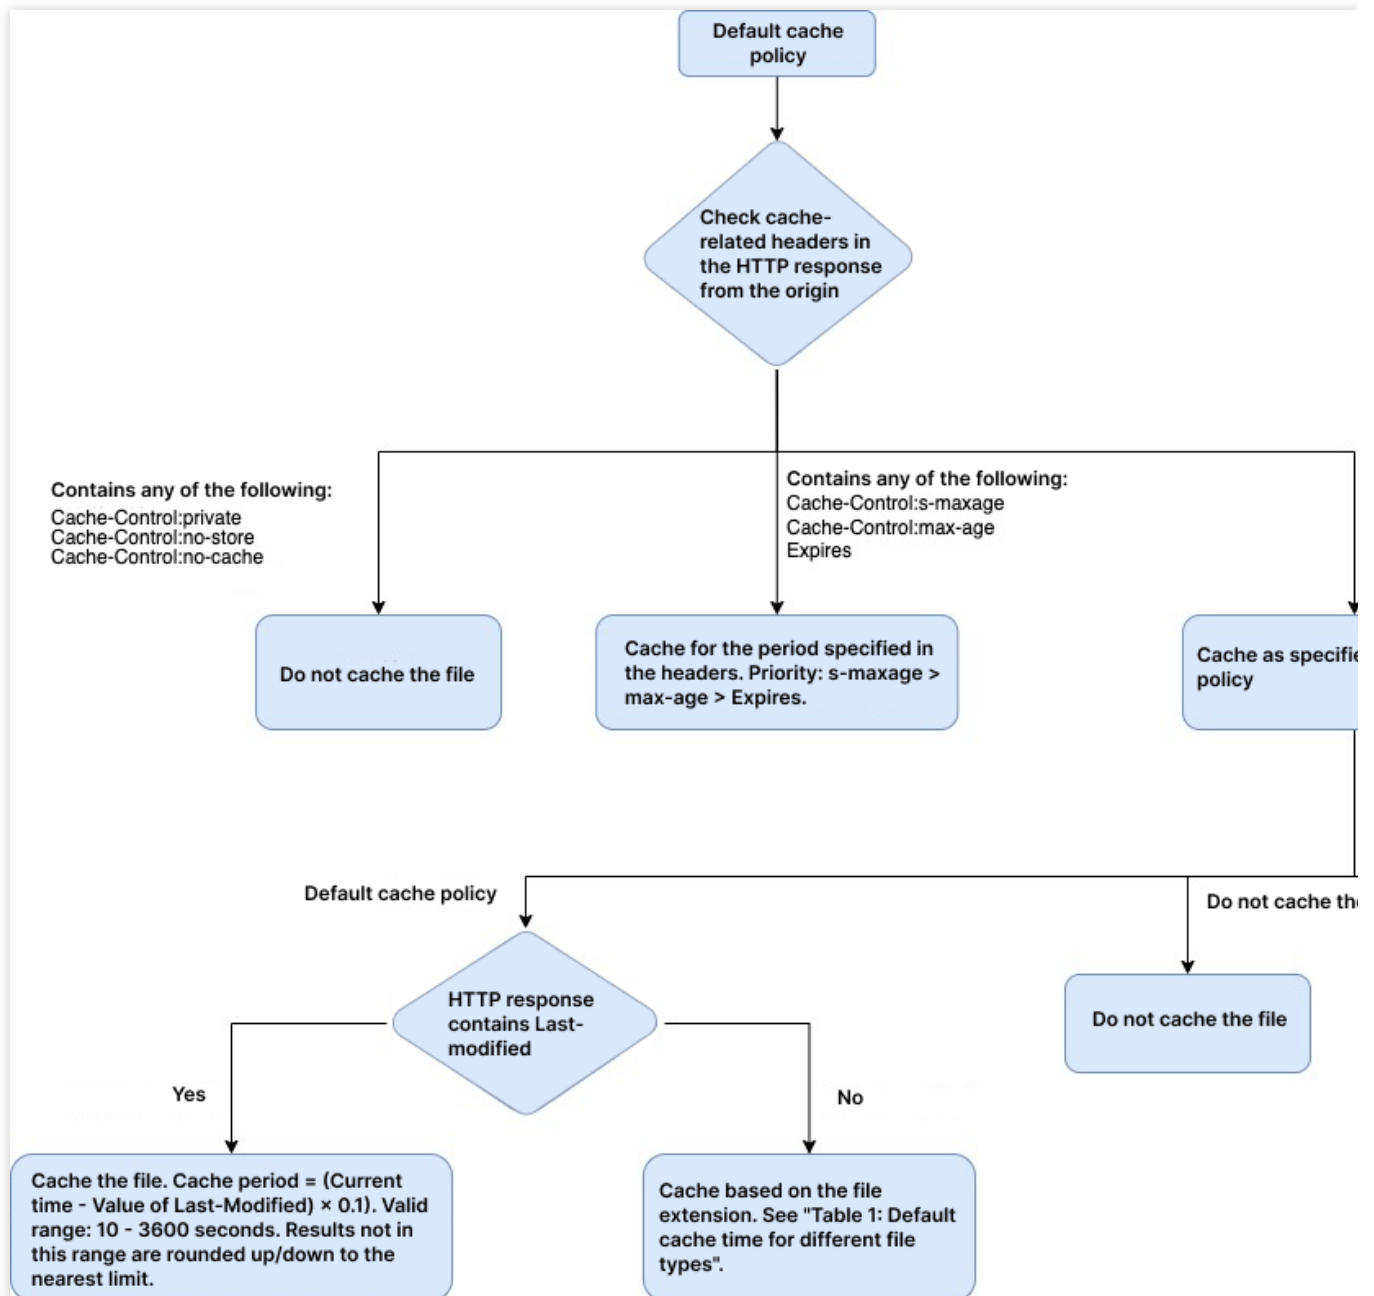 Default cache
policy
Check cache-
related headers in
the HTTP response
from the origin
Contains any of the following:
Cache-Control:private
Cache-Control:no-store
Cache-Control:no-cache
Contains any of the following:
Cache-Control:s-maxage
Cache-Control:max-age
Expires
Do not cache the file
Cache for the period specified in
the headers. Priority: s-maxage >
max-age > Expires.
Cache as
policy
Default cache policy
Do not cache
HTTP response
contains Last-
modified
Do not cache the file
Yes
No
Cache the file. Cache period = (Current
time - Value of Last-Modified) × 0.1). Valid
range: 10 - 3600 seconds. Results not in
this range are rounded up/down to the
nearest limit.
Cache based on the file
extension. See "Table 1: Default
cache time for different file
types".